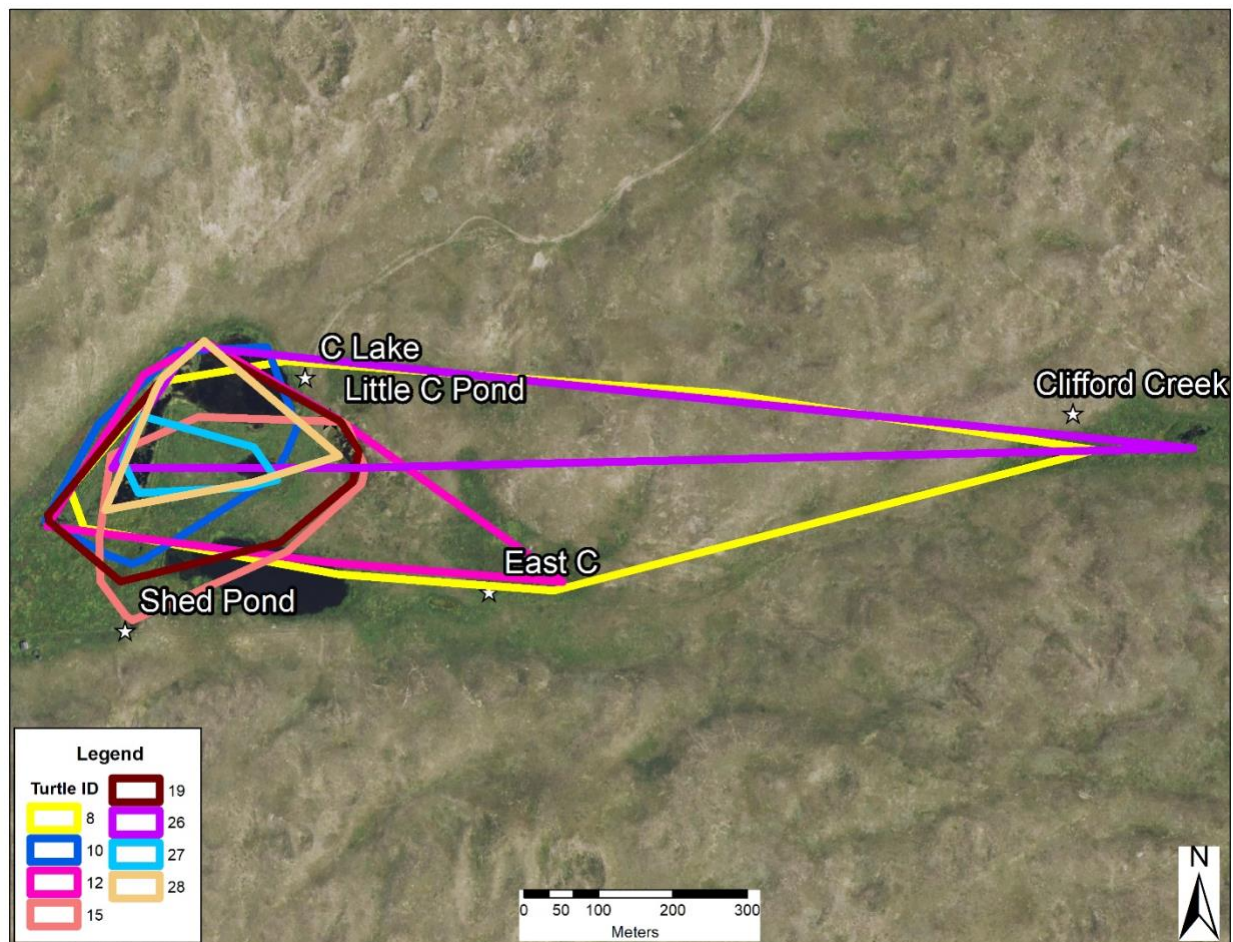 C Lake
Little C Pond
Clifford Creek
East C
Shed Pond
Legend
Turtle ID
8
10
12
15
19
26
27
28
0 50 100 200 300
Meters
N